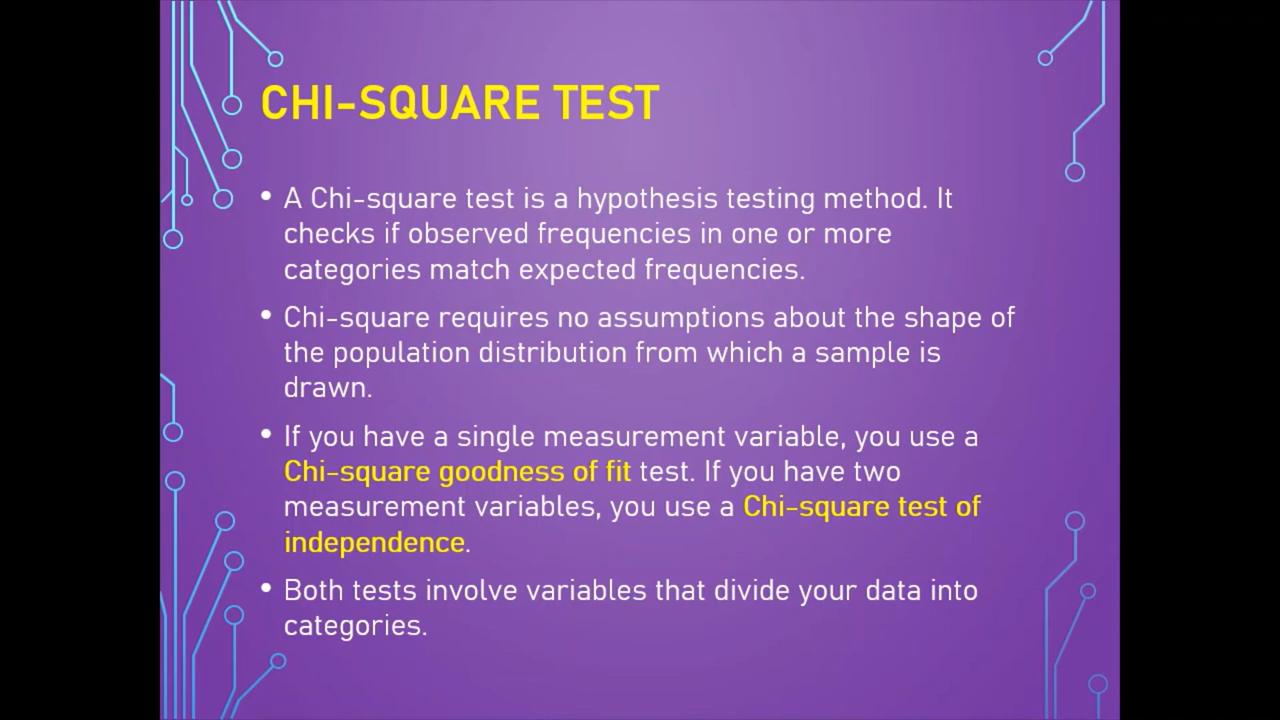 CHI-SQUARE TEST
• A Chi-square test is a hypothesis testing method. It
checks if observed frequencies in one or more
categories match expected frequencies.
• Chi-square requires no assumptions about the shape of
the population distribution from which a sample is
drawn.
• If you have a single measurement variable, you use a
Chi-square goodness of fit test. If you have two
measurement variables, you use a Chi-square test of
independence.
• Both tests involve variables that divide your data into
categories.